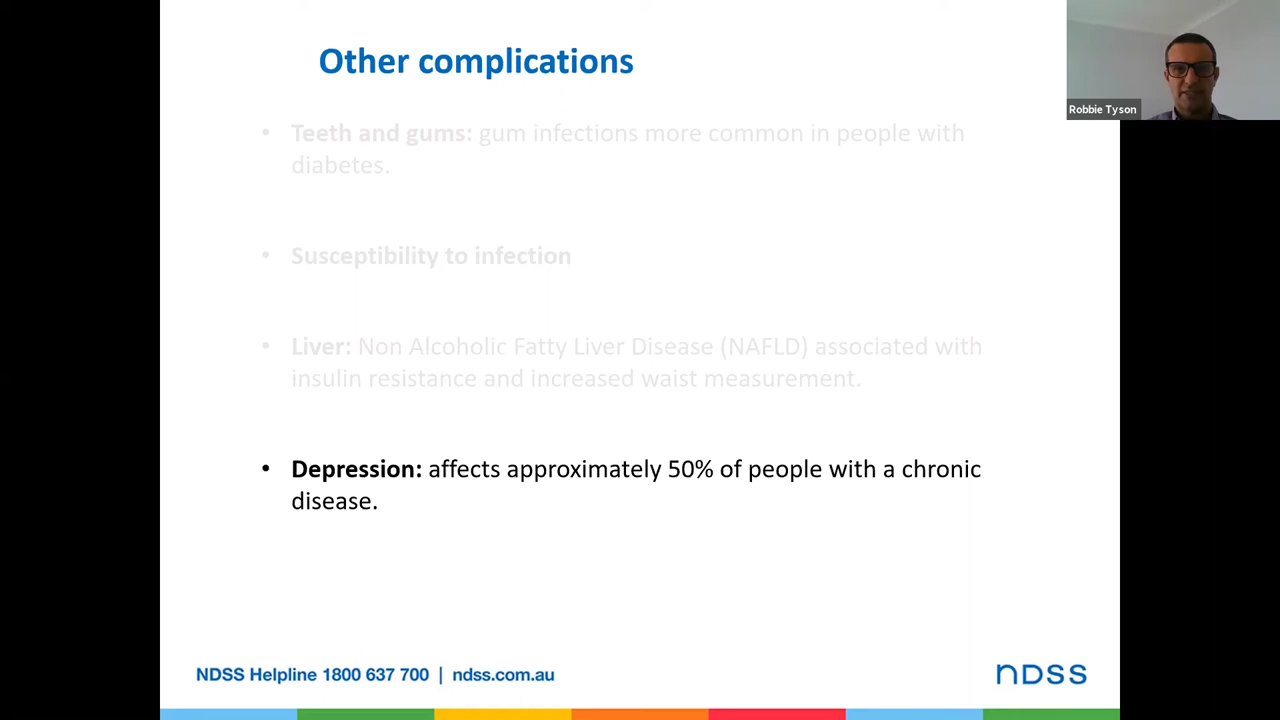 Other complications
Robbie Tyson
• Teeth and gums: gum infections more common in people with
diabetes.
• Susceptibility to infection
• Liver: Non Alcoholic Fatty Liver Disease (NAFLD) associated with
insulin resistance and increased waist measurement.
• Depression: affects approximately 50% of people with a chronic
disease.
NDSS Helpline 1800 637 700 | ndss.com.au
ndss